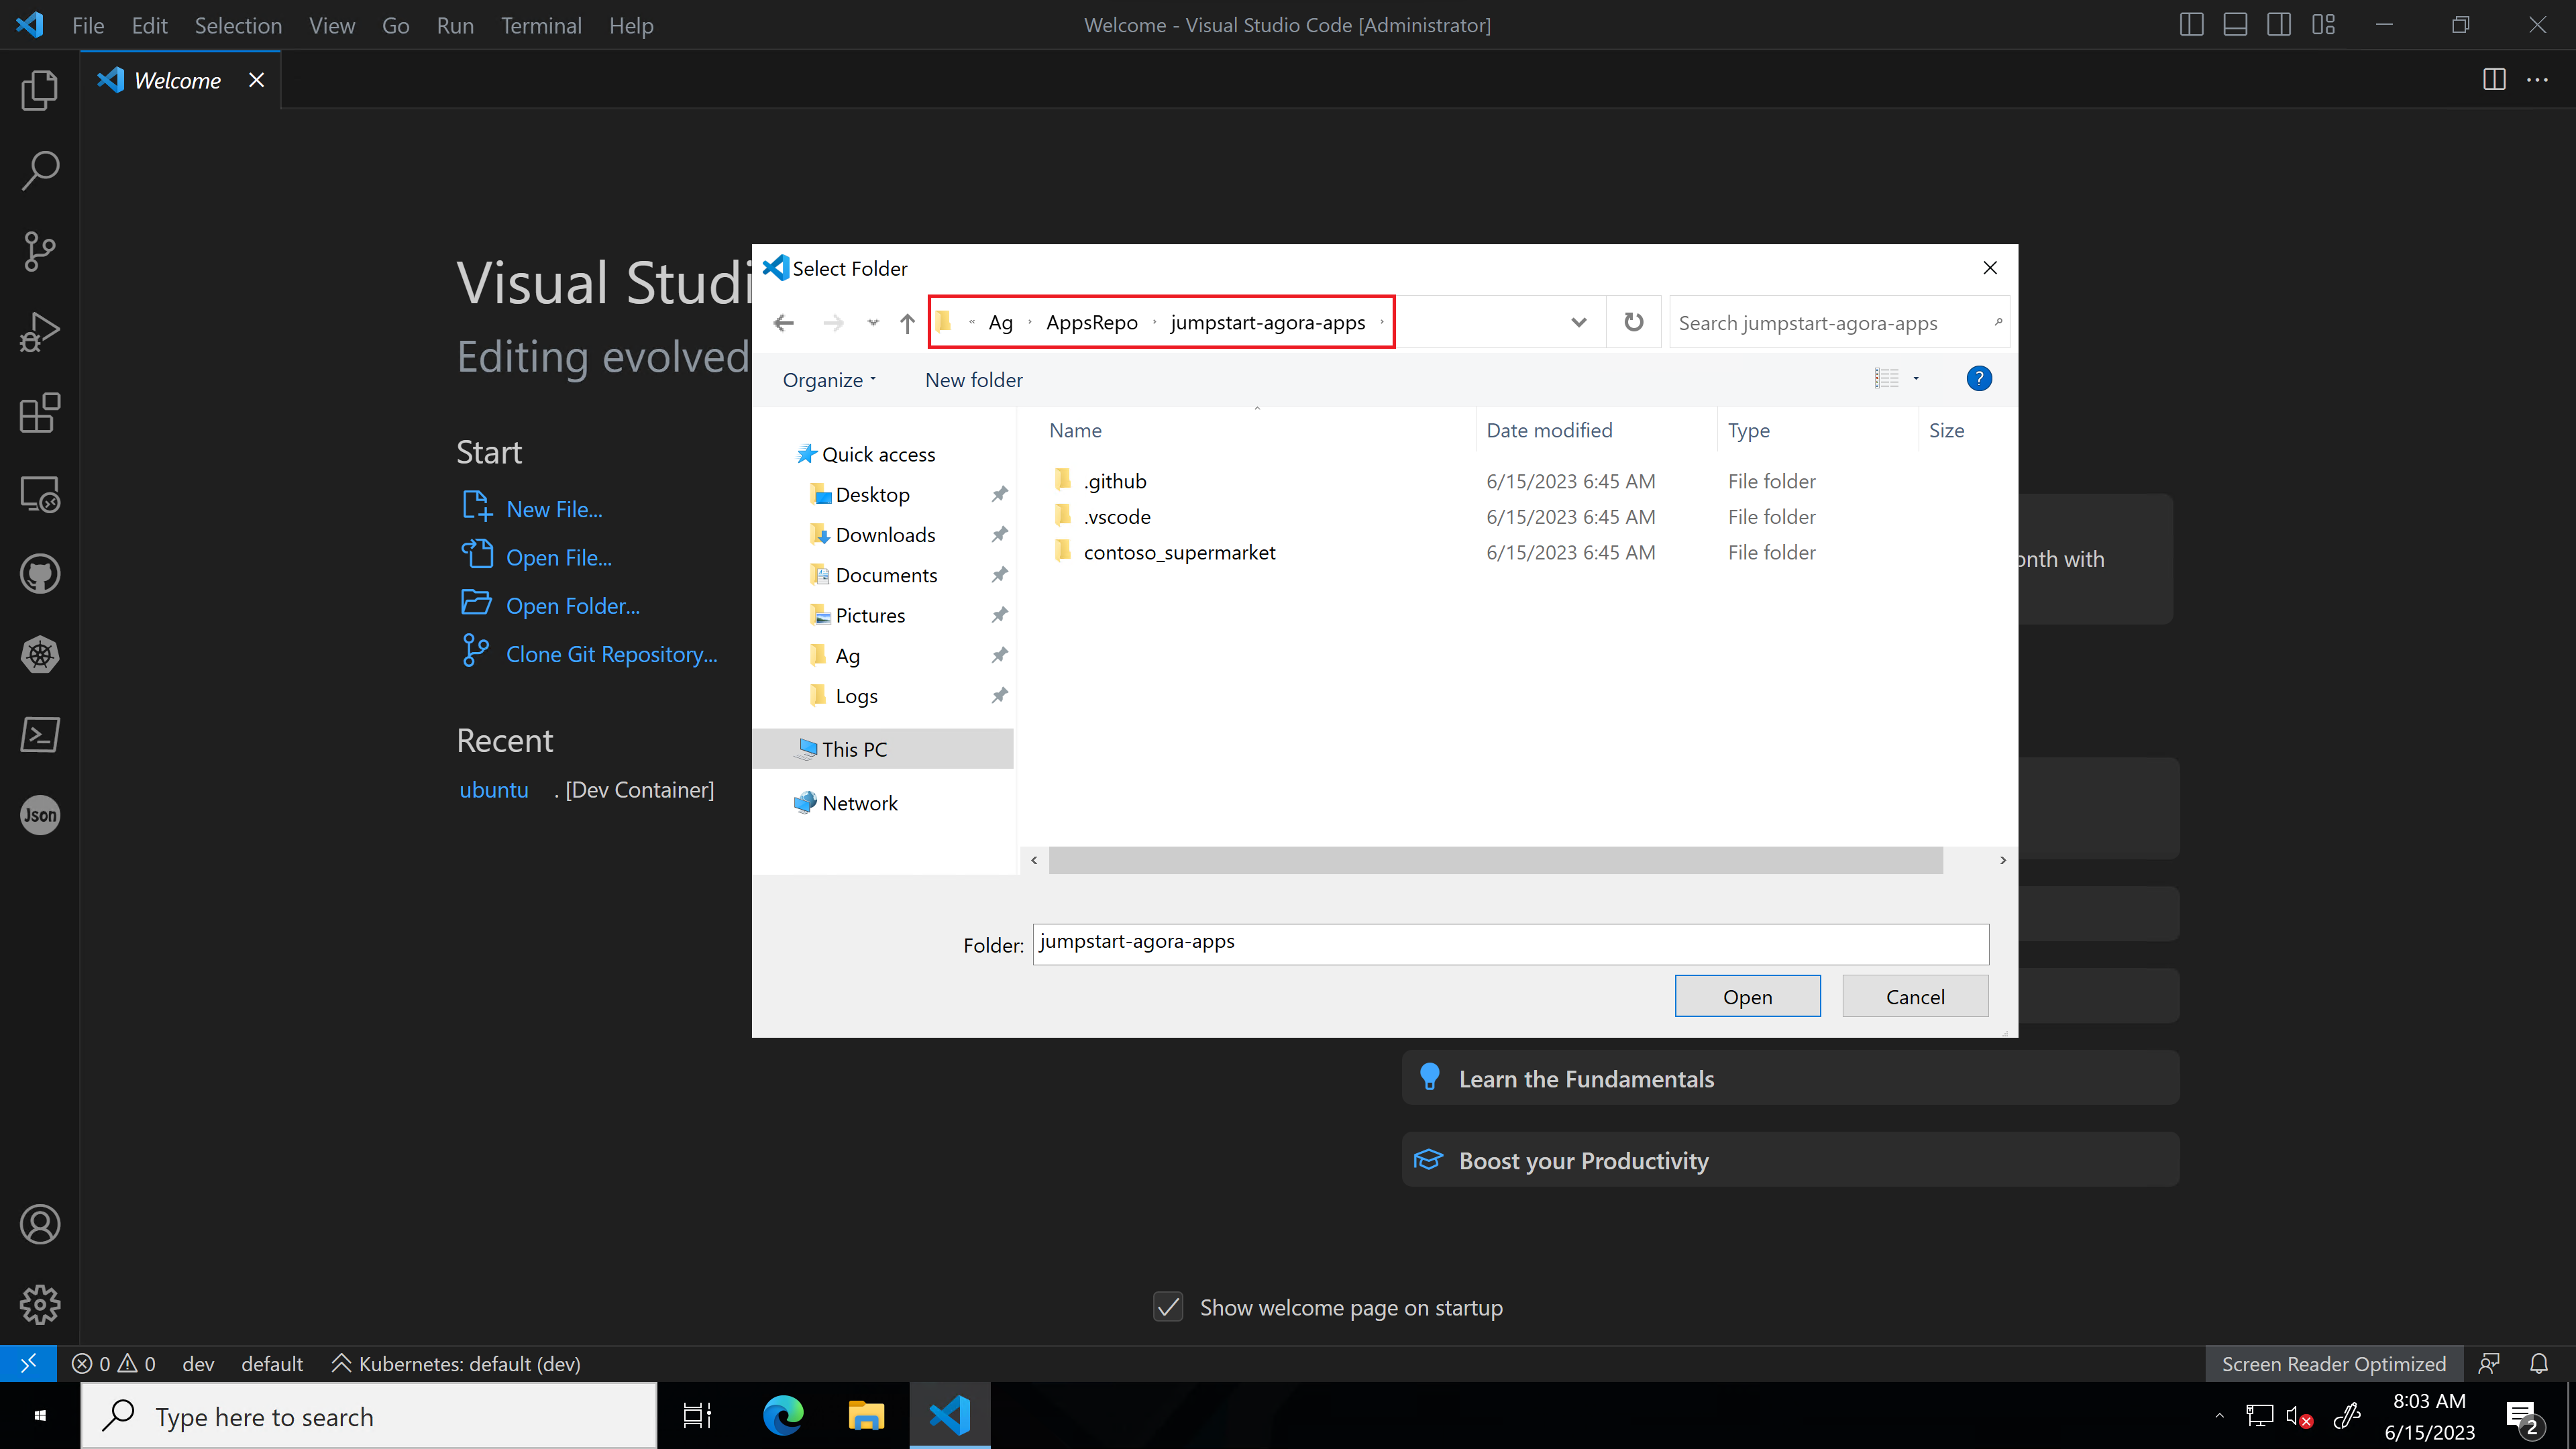 File Edit Selection View Go Run Terminal Help
Welcome - Visual Studio Code [Administrator]
Welcome
Visual Studi
Editing evolved
Start
New File...
Open File...
Open Folder...
Clone Git Repository...
Recent
ubuntu . [Dev Container]
Json
Select Folder
« Ag › AppsRepo › jumpstart-agora-apps ›
Search jumpstart-agora-apps
Organize New folder
?
Name Date modified Type Size
Quick access
Desktop
Downloads
Documents
Pictures
Ag
Logs
This PC
Network
.github 6/15/2023 6:45 AM File folder
.vscode 6/15/2023 6:45 AM File folder
contoso_supermarket 6/15/2023 6:45 AM File folder
Folder: jumpstart-agora-apps
Open Cancel
onth with
Learn the Fundamentals
Boost your Productivity
Show welcome page on startup
0 0 dev default Kubernetes: default (dev)
Screen Reader Optimized
Type here to search
8:03 AM
6/15/2023
2